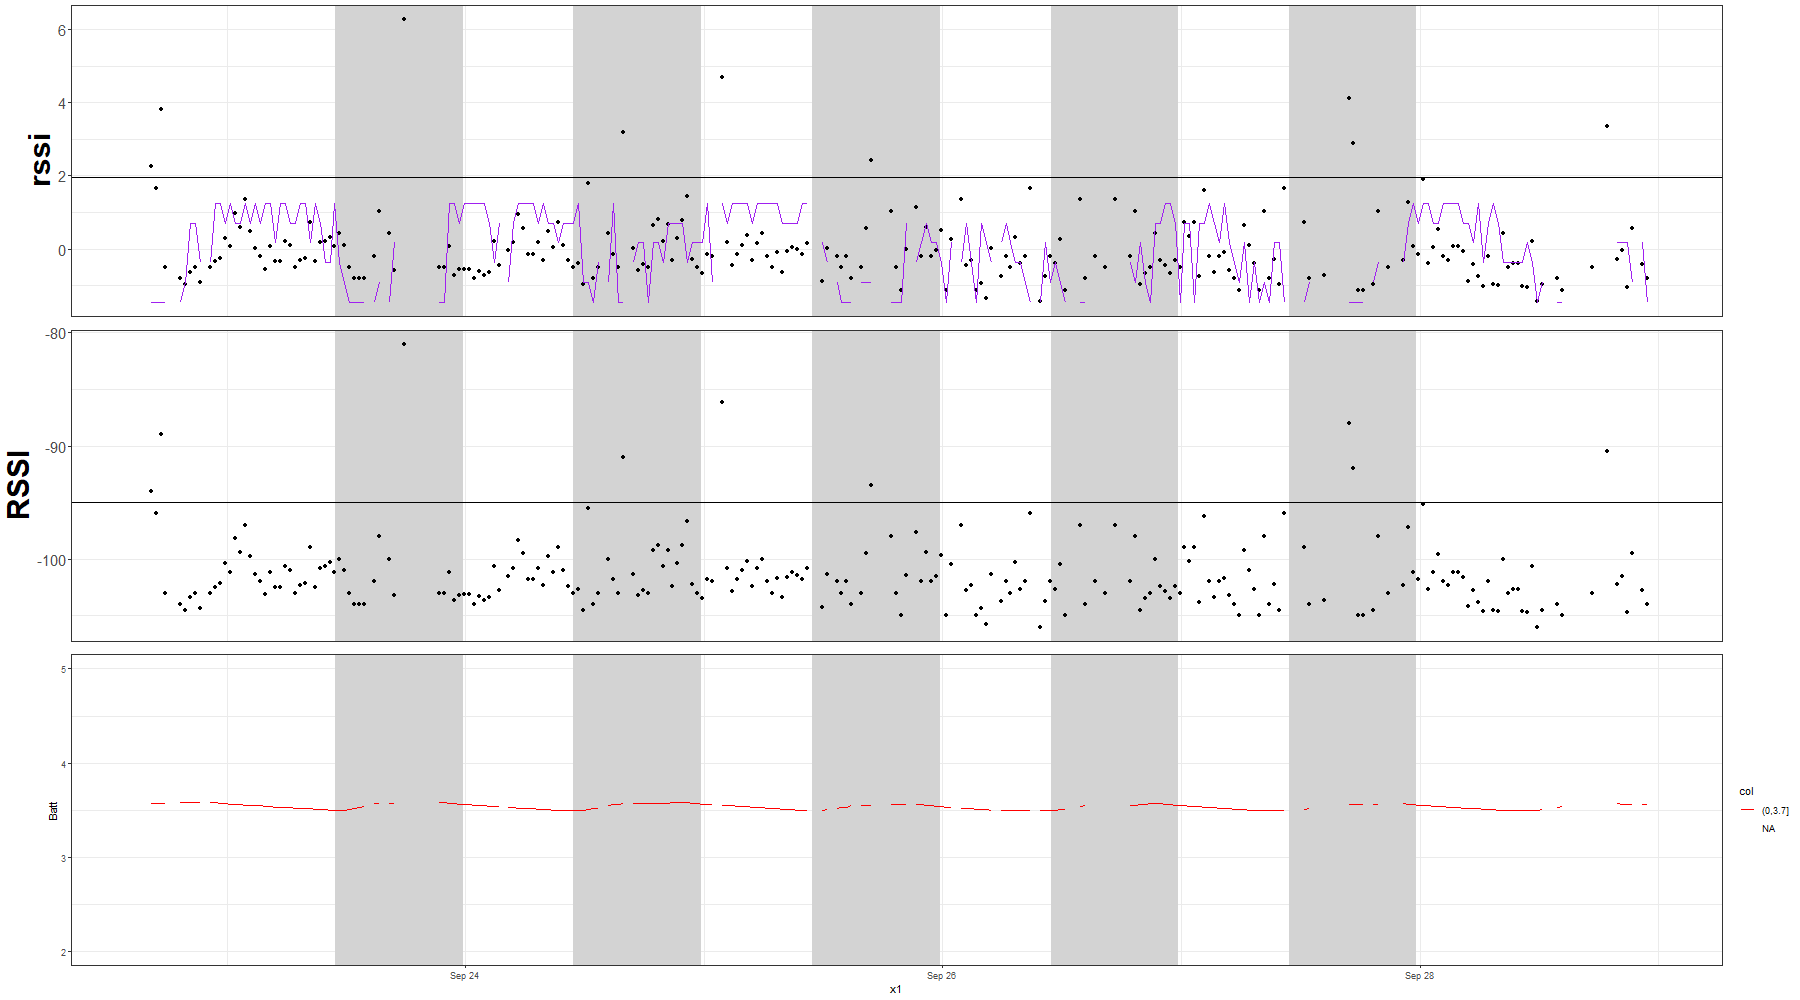 rssi
6
4
2
0
RSSI
-80
-90
-100
Batt
5
4
3
2
Sep 24
Sep 26
Sep 28
x1
col
(0,3.7]
NA